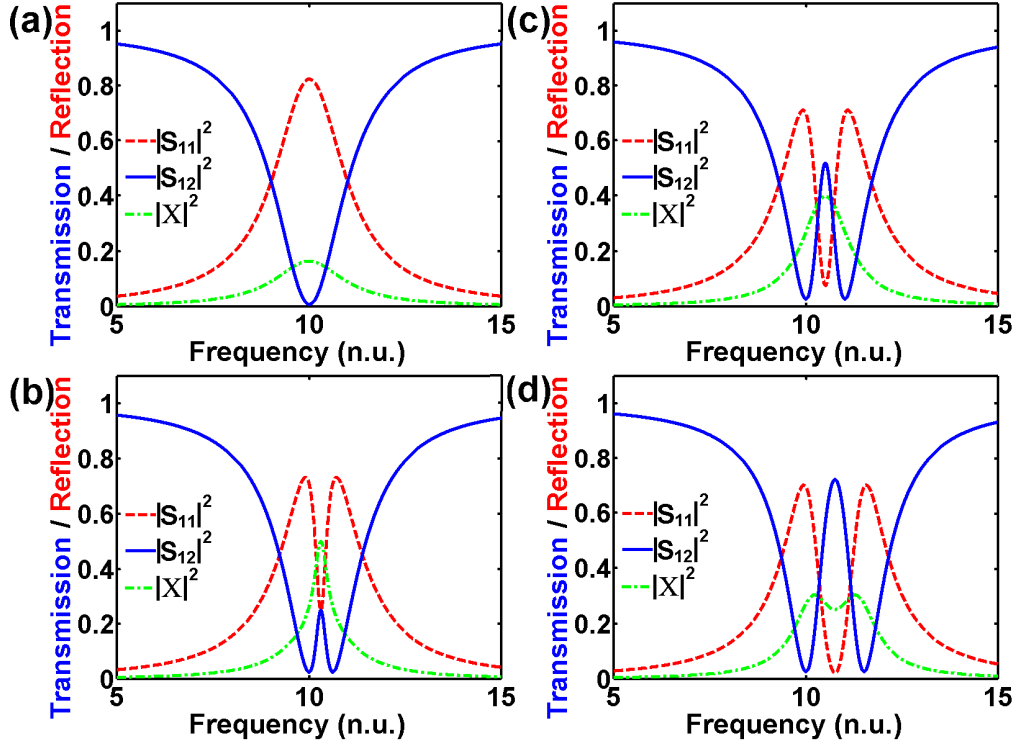 (a)
Transmission / Reflection
1
0.8
0.6
0.4
0.2
0
|S11|²
|S12|²
|X|²
5
10
15
Frequency (n.u.)
(c)
Transmission / Reflection
1
0.8
0.6
0.4
0.2
0
|S11|²
|S12|²
|X|²
5
10
15
Frequency (n.u.)
(b)
Transmission / Reflection
1
0.8
0.6
0.4
0.2
0
|S11|²
|S12|²
|X|²
5
10
15
Frequency (n.u.)
(d)
Transmission / Reflection
1
0.8
0.6
0.4
0.2
0
|S11|²
|S12|²
|X|²
5
10
15
Frequency (n.u.)